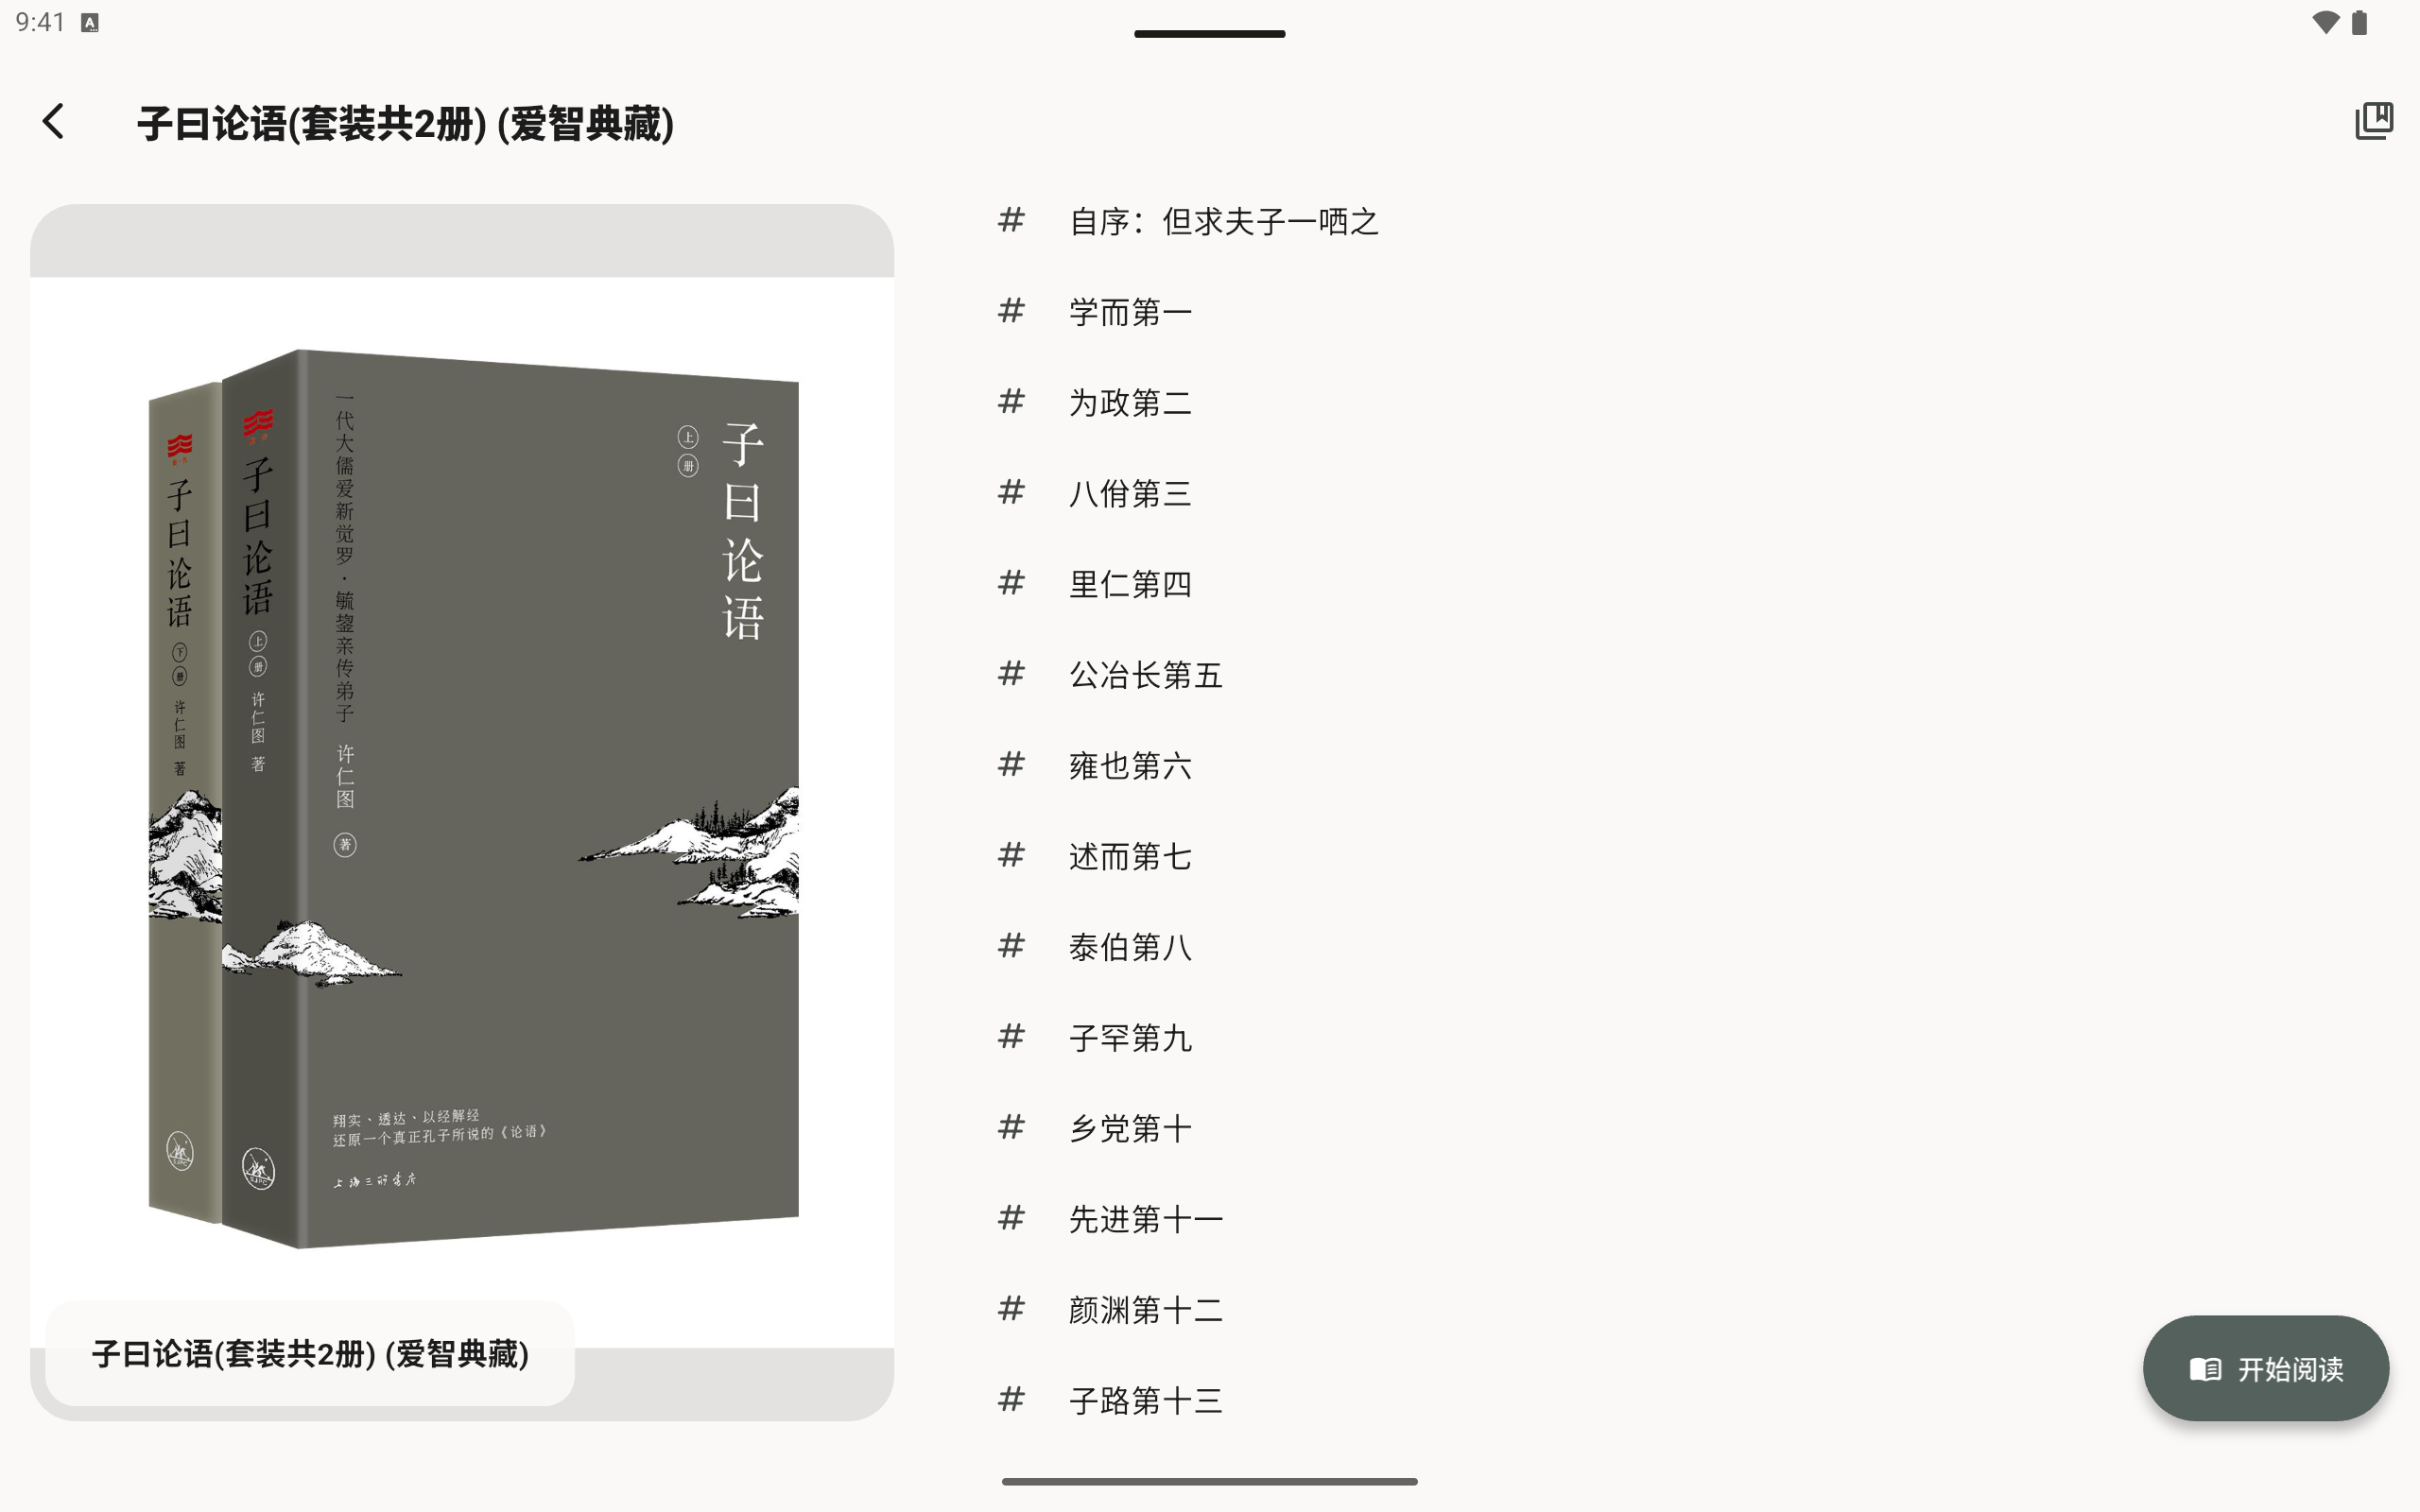 9:41
子曰论语(套装共2册) (爱智典藏)
子曰论语
上册
一代大儒爱新觉罗·毓鋆亲传弟子 许仁图 著
子曰论语 上册 许仁图 著
子曰论语 下册 许仁图 著
翔实、透达、以经解经
还原一个真正孔子所说的《论语》
上海三联书店
子曰论语(套装共2册) (爱智典藏)
# 自序：但求夫子一哂之
# 学而第一
# 为政第二
# 八佾第三
# 里仁第四
# 公冶长第五
# 雍也第六
# 述而第七
# 泰伯第八
# 子罕第九
# 乡党第十
# 先进第十一
# 颜渊第十二
# 子路第十三
开始阅读